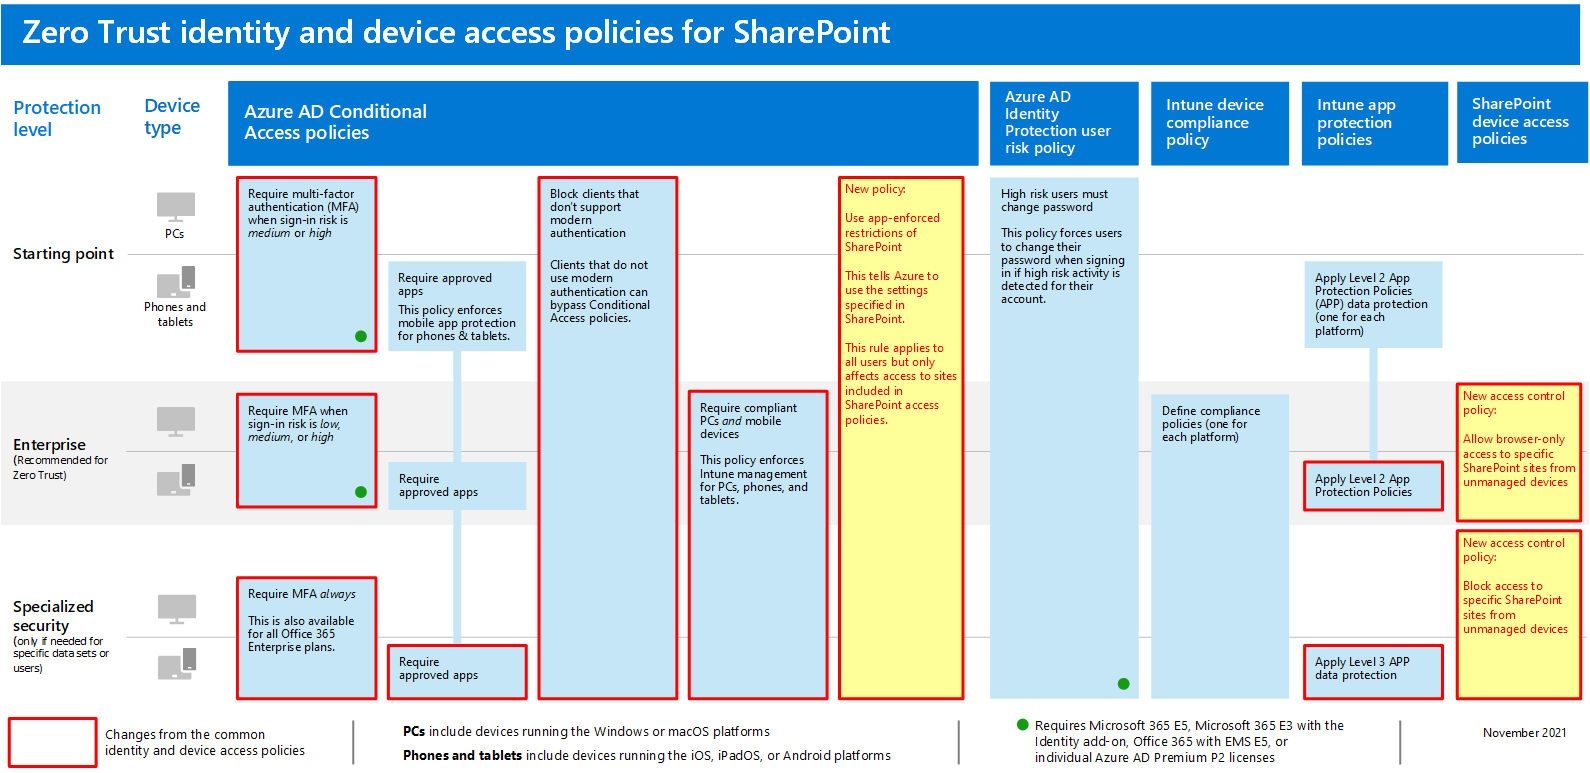 Zero Trust identity and device access policies for SharePoint
Protection
level
Device
type
Azure AD Conditional
Access policies
Azure AD
Identity
Protection user
risk policy
Intune device
compliance
policy
Intune app
protection
policies
SharePoint
device access
policies
Starting point
PCs
Phones and
tablets
Require multi-factor
authentication (MFA)
when sign-in risk is
medium or high
Require approved
apps
This policy enforces
mobile app protection
for phones & tablets.
Block clients that
don't support
modern
authentication
Clients that do not
use modern
authentication can
bypass Conditional
Access policies.
New policy:
Use app-enforced
restrictions of
SharePoint
This tells Azure to
use the settings
specified in
SharePoint.
This rule applies to
all users but only
affects access to sites
included in
SharePoint access
policies.
High risk users must
change password
This policy forces users
to change their
password when signing
in if high risk activity is
detected for their
account.
Apply Level 2 App
Protection Policies
(APP) data protection
(one for each
platform)
Enterprise
(Recommended for
Zero Trust)
Require MFA when
sign-in risk is low,
medium, or high
Require
approved apps
Require compliant
PCs and mobile
devices
This policy enforces
Intune management
for PCs, phones, and
tablets.
Define compliance
policies (one for
each platform)
Apply Level 2 App
Protection Policies
New access control
policy:
Allow browser-only
access to specific
SharePoint sites from
unmanaged devices
Specialized
security
(only if needed for
specific data sets or
users)
Require MFA always
This is also available
for all Office 365
Enterprise plans.
Require
approved apps
Apply Level 3 APP
data protection
New access control
policy:
Block access to
specific SharePoint
sites from
unmanaged devices
Changes from the common
identity and device access policies
PCs include devices running the Windows or macOS platforms
Phones and tablets include devices running the iOS, iPadOS, or Android platforms
Requires Microsoft 365 E5, Microsoft 365 E3 with the
Identity add-on, Office 365 with EMS E5, or
individual Azure AD Premium P2 licenses
November 2021